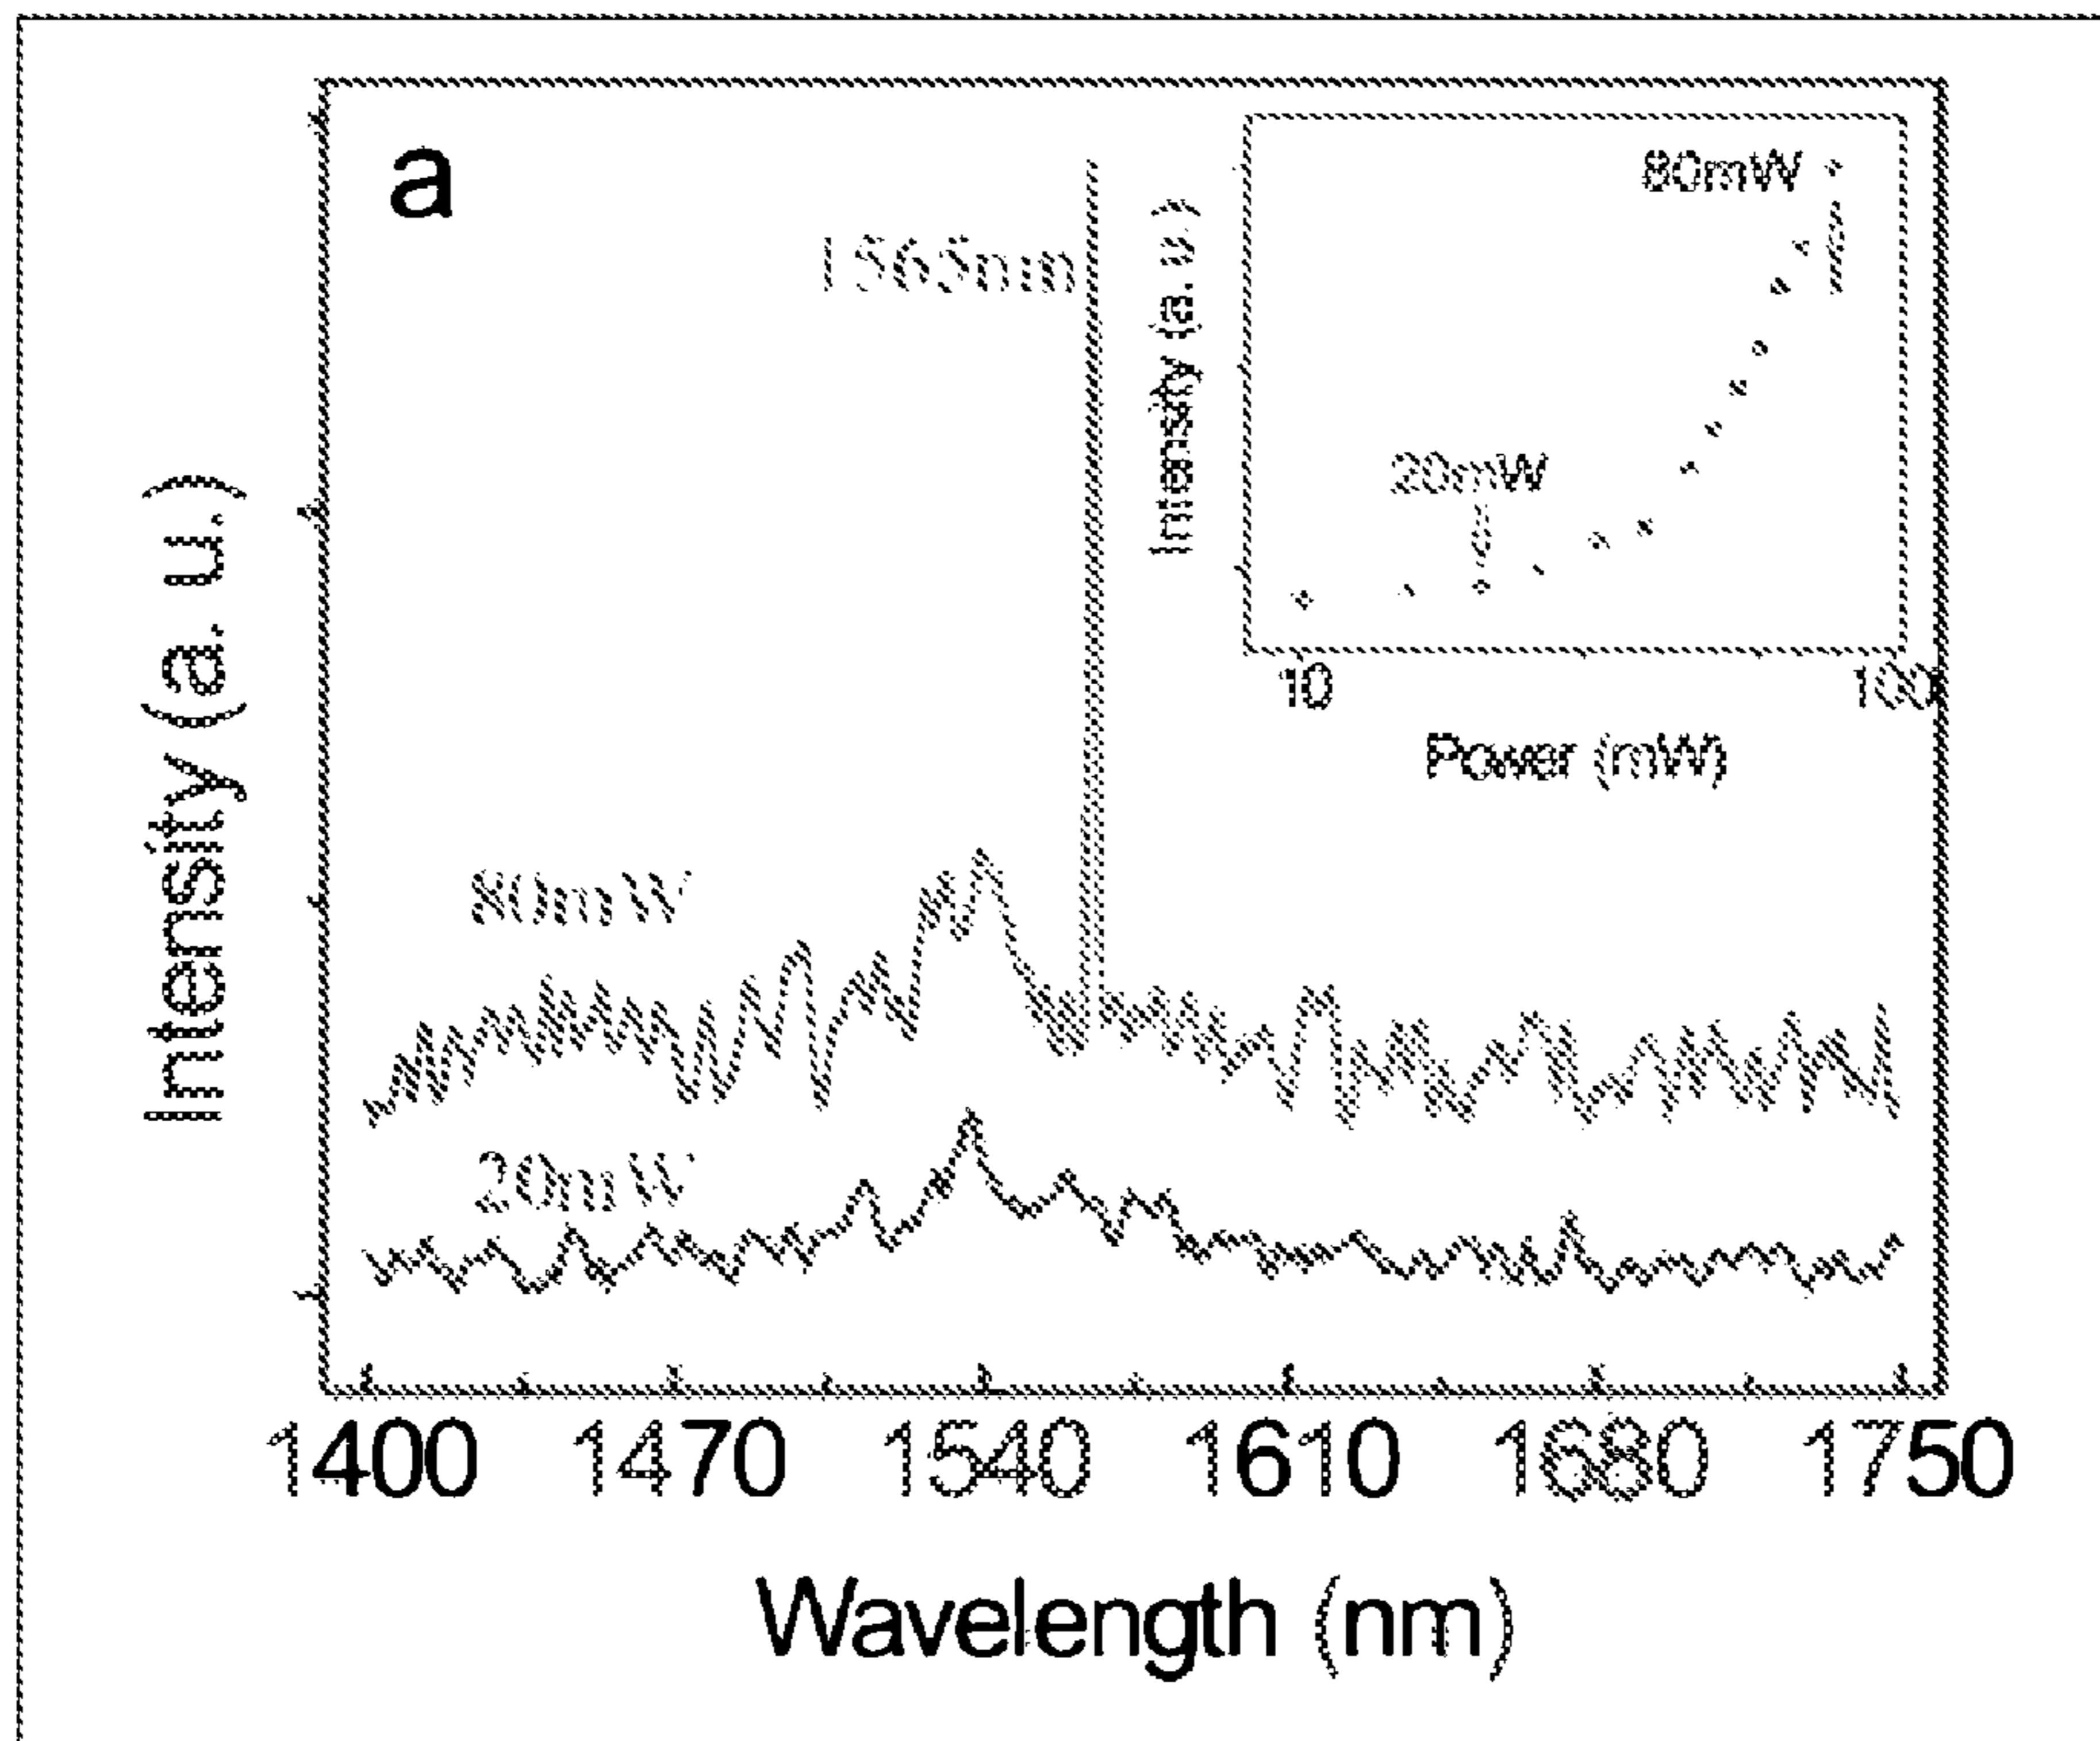 a
1565nm
80mW
20mW
Intensity (a. u.)
1400 1470 1540 1610 1680 1750
Wavelength (nm)
80mW
20mW
Intensity (a. u.)
10 100
Power (mW)